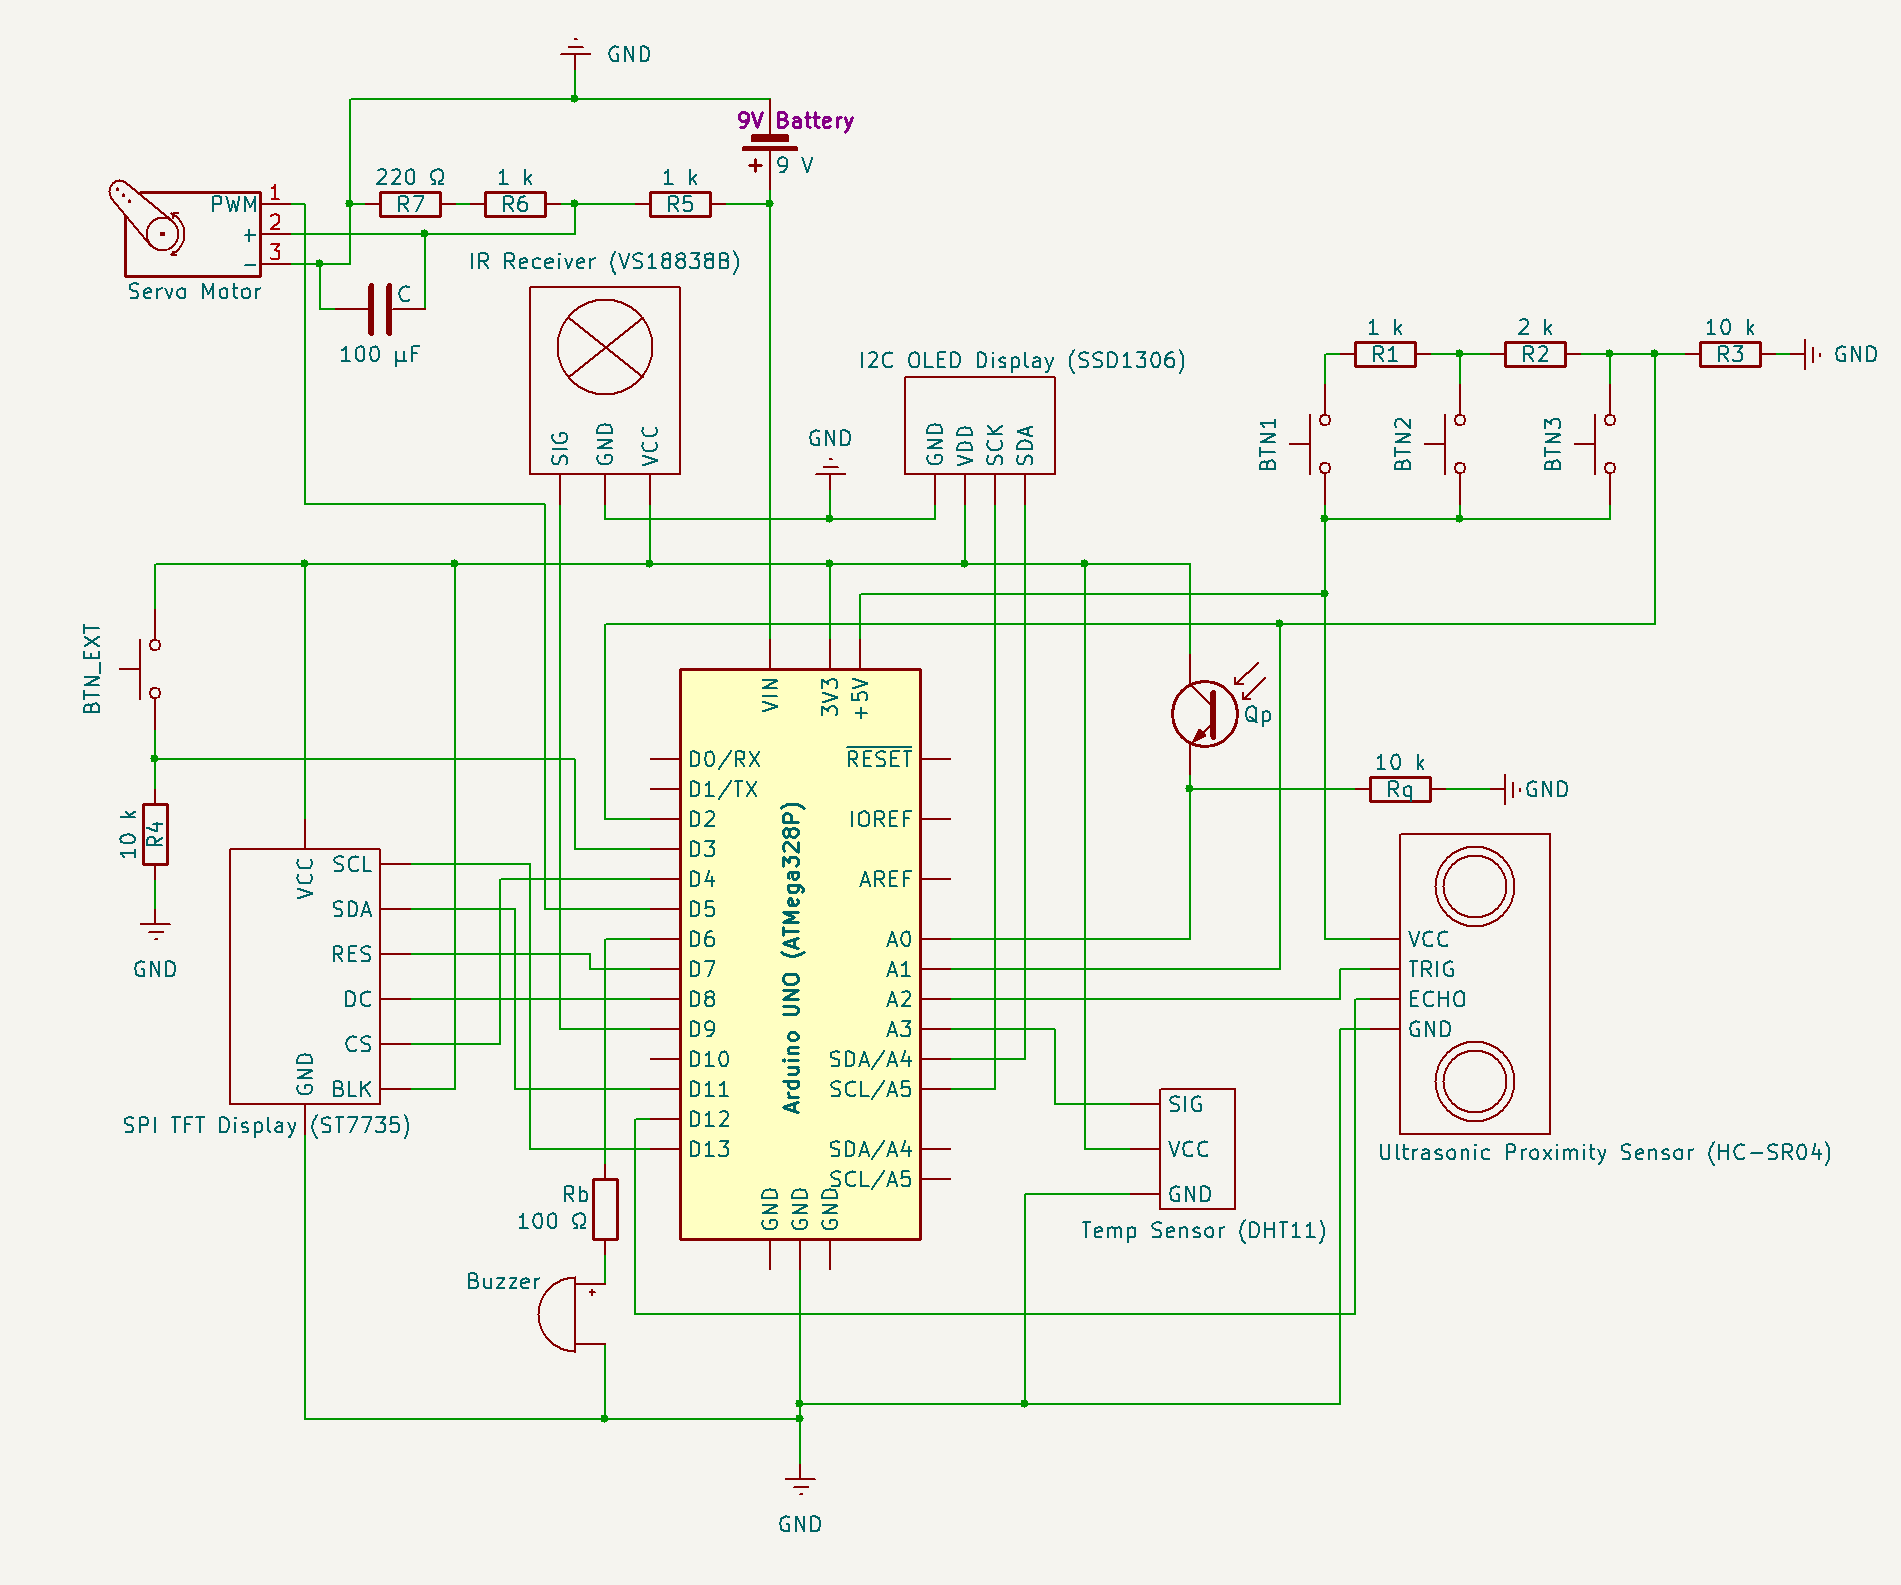 GND
9V Battery
+ 9 V
220 Ω
1 k
1 k
R7
R6
R5
PWM
1
+
2
−
3
Servo Motor
C
100 µF
IR Receiver (VS18838B)
SIG
GND
VCC
I2C OLED Display (SSD1306)
GND
VDD
SCK
SDA
GND
1 k
2 k
10 k
R1
R2
R3
GND
BTN1
BTN2
BTN3
BTN_EXT
10 k
R4
GND
Qp
10 k
Rq
GND
VIN
3V3
+5V
D0/RX
D1/TX
D2
D3
D4
D5
D6
D7
D8
D9
D10
D11
D12
D13
Arduino UNO (ATMega328P)
RESET
IOREF
AREF
A0
A1
A2
A3
SDA/A4
SCL/A5
SDA/A4
SCL/A5
GND
GND
GND
VCC
SCL
SDA
RES
DC
CS
BLK
GND
SPI TFT Display (ST7735)
VCC
TRIG
ECHO
GND
Ultrasonic Proximity Sensor (HC-SR04)
SIG
VCC
GND
Temp Sensor (DHT11)
Rb
100 Ω
Buzzer
+
GND